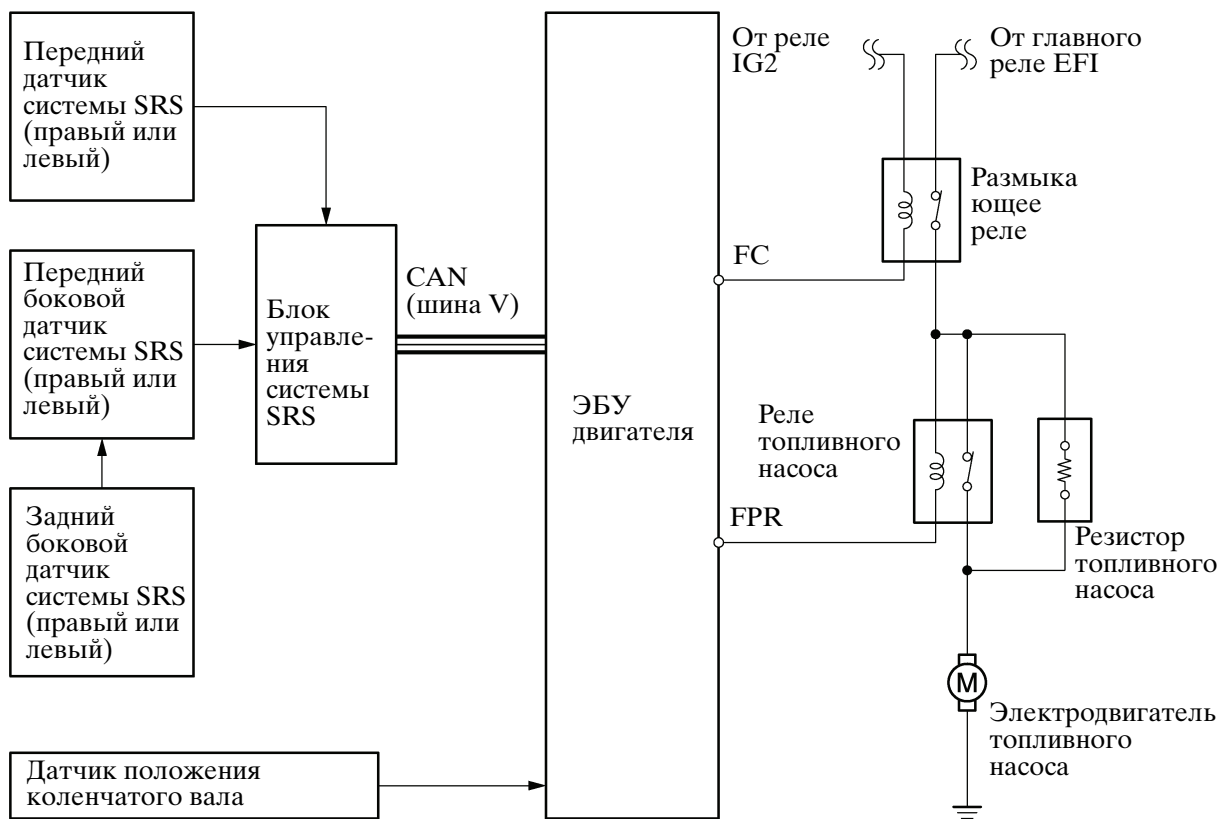 Передний
датчик
системы SRS
(правый или
левый)
Передний
боковой
датчик
системы SRS
(правый или
левый)
Задний
боковой
датчик
системы SRS
(правый или
левый)
Датчик положения
коленчатого вала
Блок
управле-
ния
системы
SRS
CAN
(шина V)
ЭБУ
двигателя
От реле
IG2
От главного
реле EFI
Размыка
ющее
реле
FC
Реле
топливного
насоса
FPR
Резистор
топливного
насоса
M
Электродвигатель
топливного
насоса